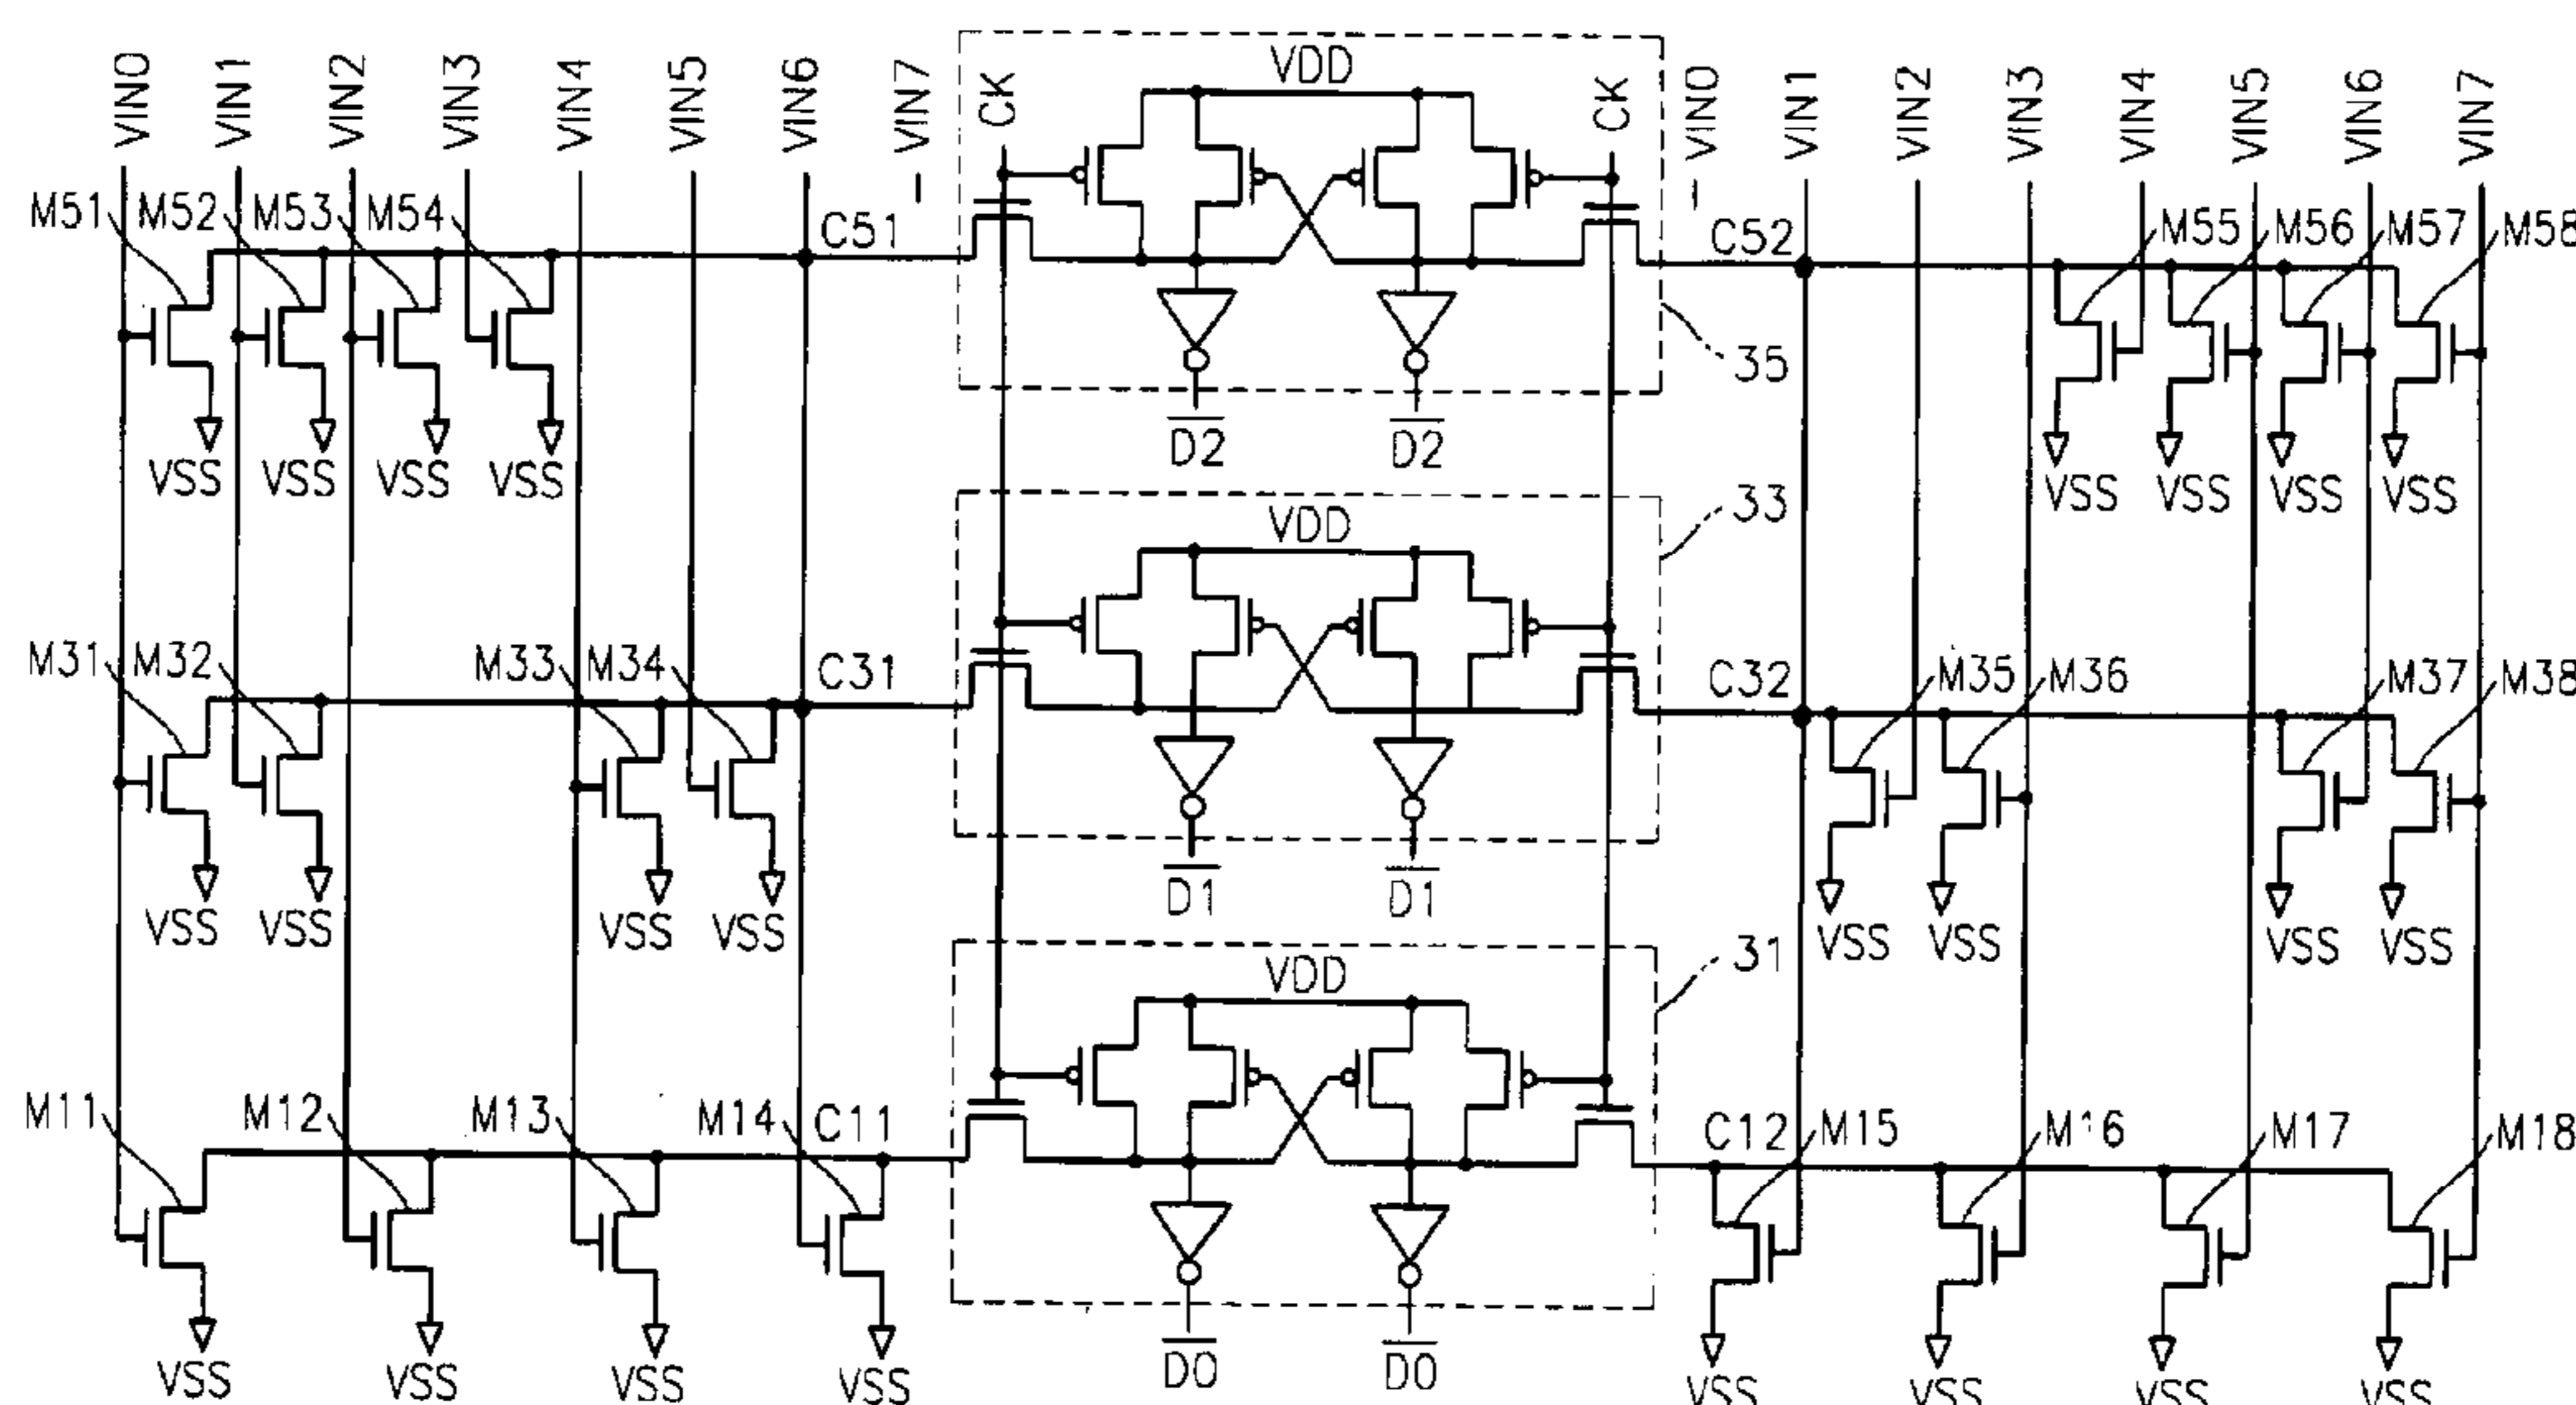 VIN0 VIN1 VIN2 VIN3 VIN4 VIN5 VIN6 VIN7 CK VDD CK VIN0 VIN1 VIN2 VIN3 VIN4 VIN5 VIN6 VIN7
M51 M52 M53 M54 C51 C52 M55 M56 M57 M58
35
D2 D2
VSS VSS VSS VSS VSS VSS VSS VSS
VDD 33
M31 M32 M33 M34 C31 C32 M35 M36 M37 M38
D1 D1
VSS VSS VSS VSS VSS VSS VSS VSS
VDD 31
M11 M12 M13 M14 C11 C12 M15 M16 M17 M18
D0 D0
VSS VSS VSS VSS VSS VSS VSS VSS